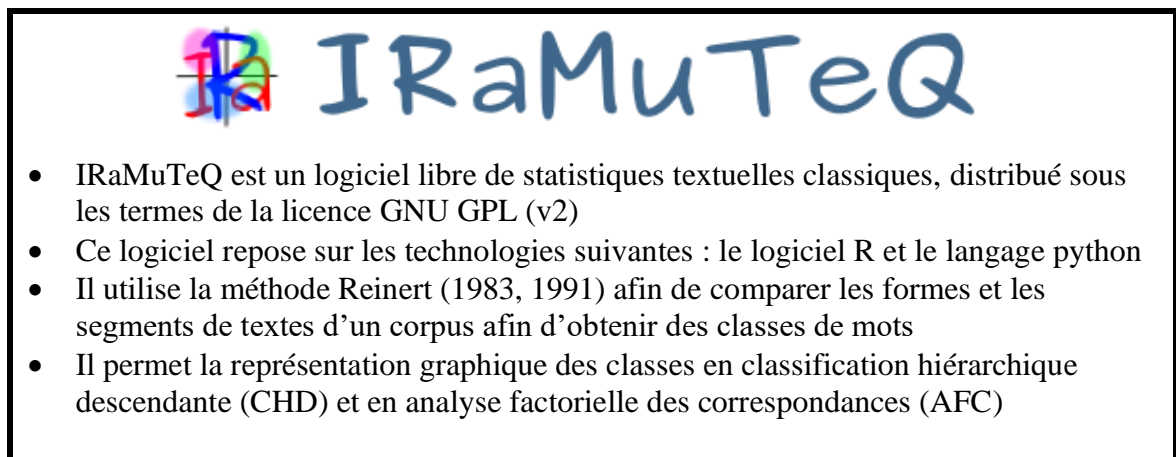 IRa IRaMuTeQ
• IRaMuTeQ est un logiciel libre de statistiques textuelles classiques, distribué sous
les termes de la licence GNU GPL (v2)
• Ce logiciel repose sur les technologies suivantes : le logiciel R et le langage python
• Il utilise la méthode Reinert (1983, 1991) afin de comparer les formes et les
segments de textes d’un corpus afin d’obtenir des classes de mots
• Il permet la représentation graphique des classes en classification hiérarchique
descendante (CHD) et en analyse factorielle des correspondances (AFC)